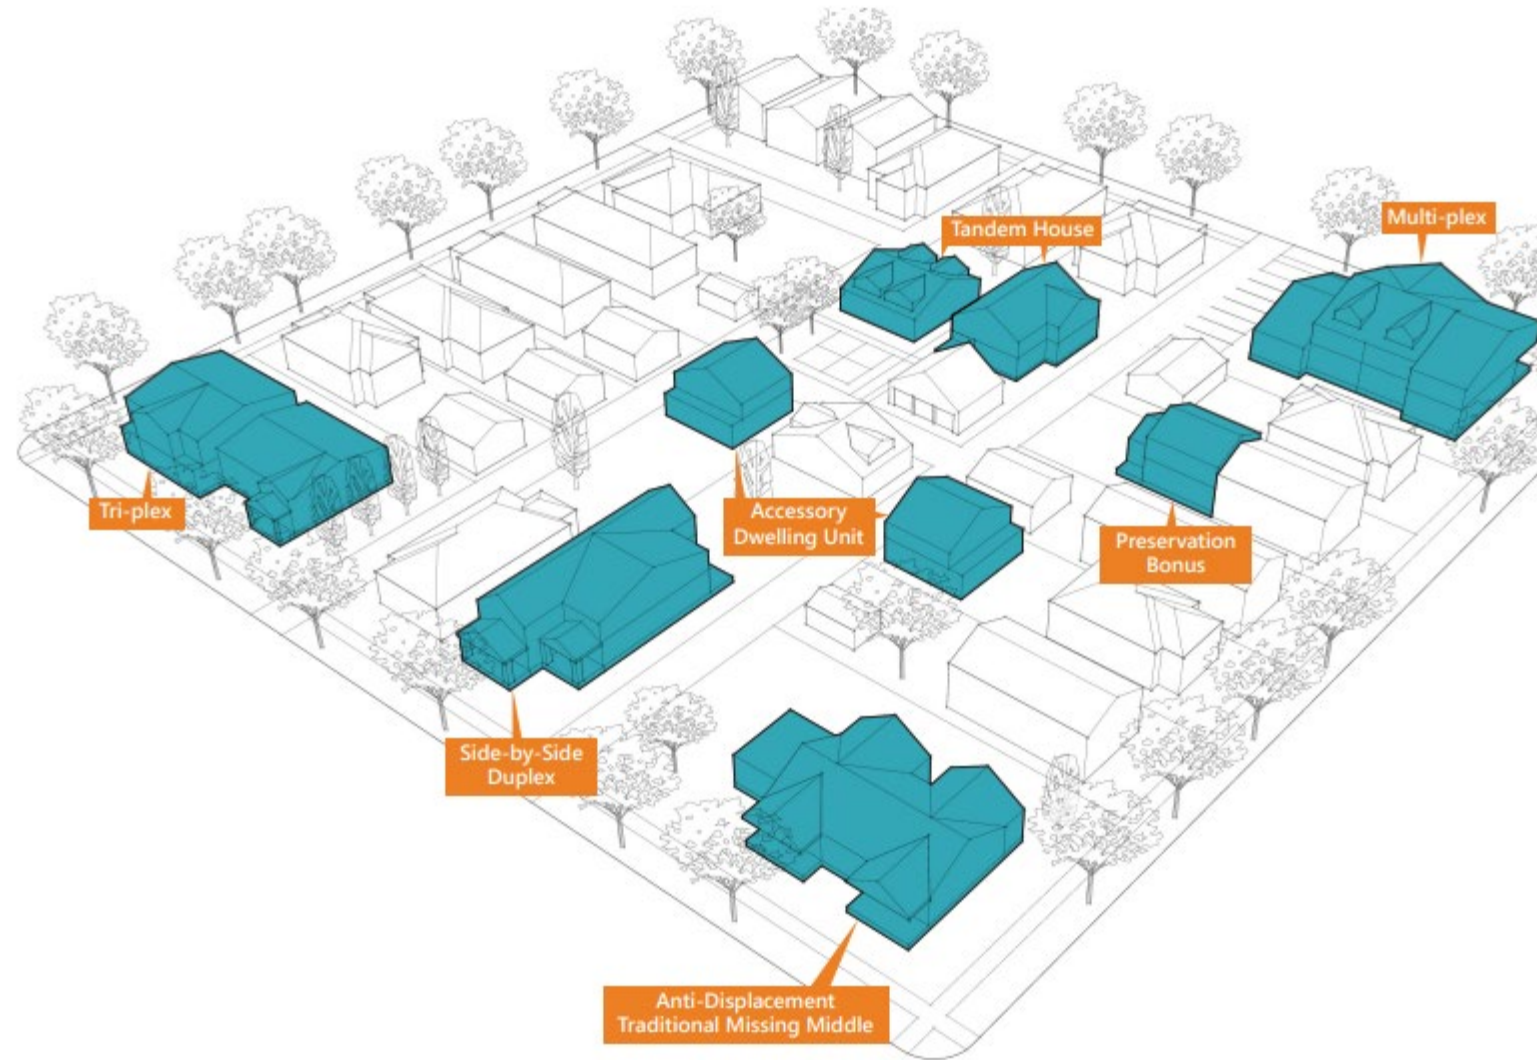 Multi-plex
Tandem House
Tri-plex
Accessory
Dwelling Unit
Preservation
Bonus
Side-by-Side
Duplex
Anti-Displacement
Traditional Missing Middle